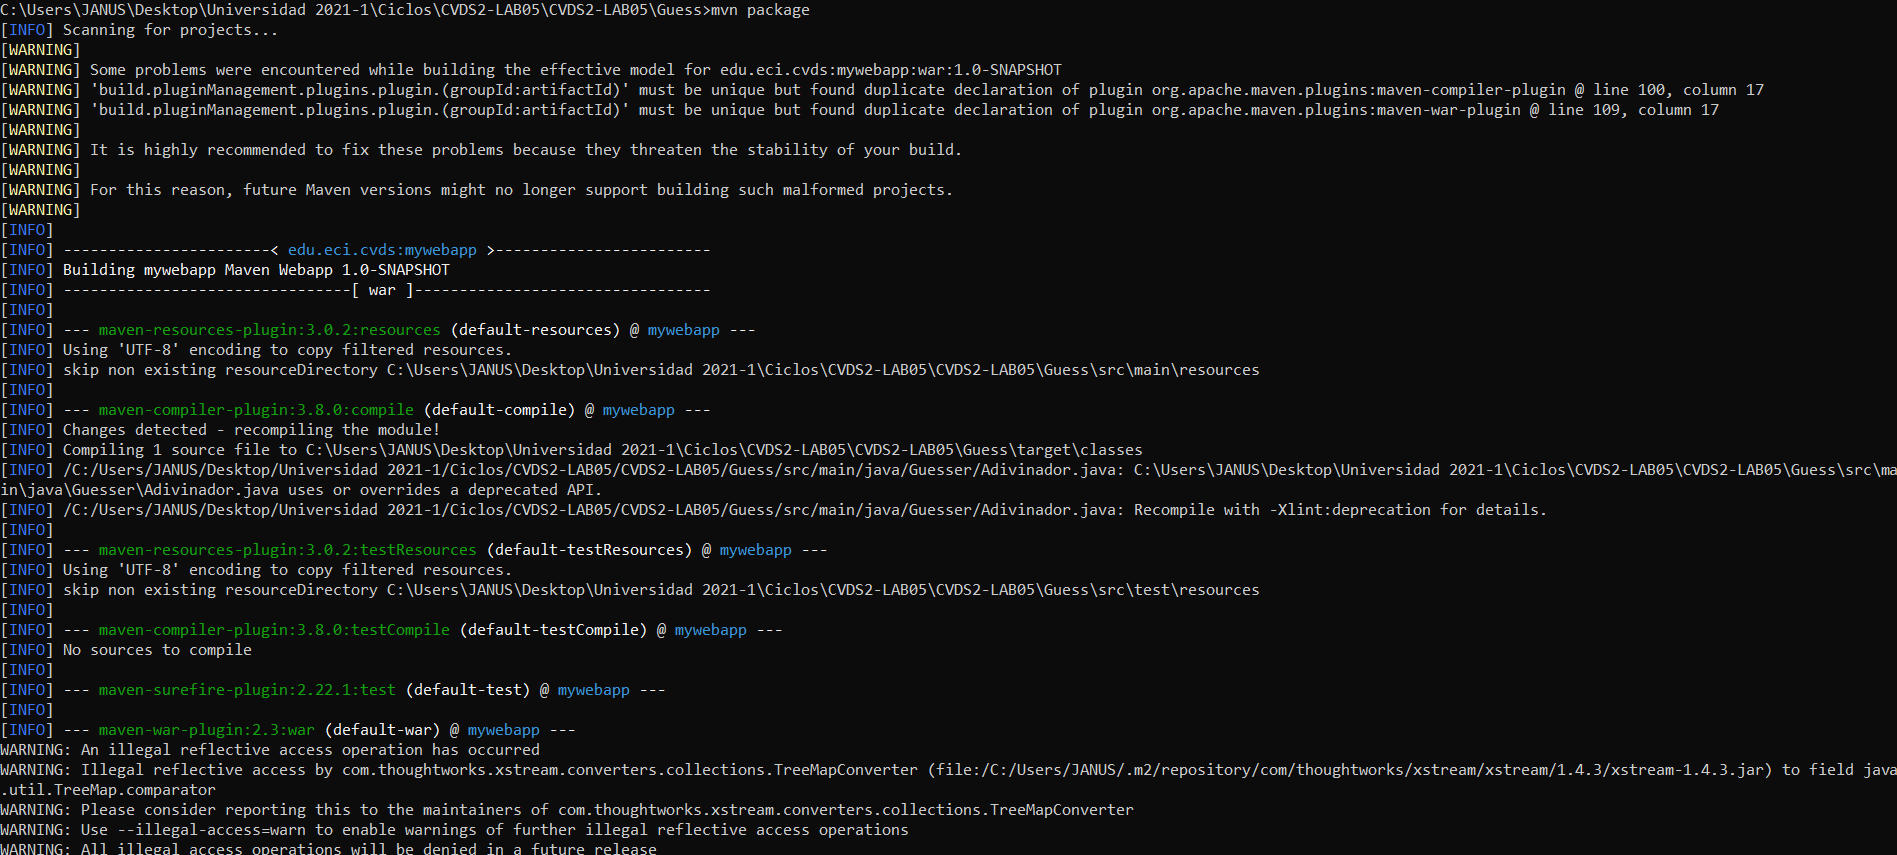 C:\Users\JANUS\Desktop\Universidad 2021-1\Ciclos\CVDS2-LAB05\CVDS2-LAB05\Guess>mvn package
[INFO] Scanning for projects...
[WARNING]
[WARNING] Some problems were encountered while building the effective model for edu.eci.cvds:mywebapp:war:1.0-SNAPSHOT
[WARNING] 'build.pluginManagement.plugins.plugin.(groupId:artifactId)' must be unique but found duplicate declaration of plugin org.apache.maven.plugins:maven-compiler-plugin @ line 100, column 17
[WARNING] 'build.pluginManagement.plugins.plugin.(groupId:artifactId)' must be unique but found duplicate declaration of plugin org.apache.maven.plugins:maven-war-plugin @ line 109, column 17
[WARNING]
[WARNING] It is highly recommended to fix these problems because they threaten the stability of your build.
[WARNING]
[WARNING] For this reason, future Maven versions might no longer support building such malformed projects.
[WARNING]
[INFO]
[INFO] -----------------------< edu.eci.cvds:mywebapp >------------------------
[INFO] Building mywebapp Maven Webapp 1.0-SNAPSHOT
[INFO] --------------------------------[ war ]---------------------------------
[INFO]
[INFO] --- maven-resources-plugin:3.0.2:resources (default-resources) @ mywebapp ---
[INFO] Using 'UTF-8' encoding to copy filtered resources.
[INFO] skip non existing resourceDirectory C:\Users\JANUS\Desktop\Universidad 2021-1\Ciclos\CVDS2-LAB05\CVDS2-LAB05\Guess\src\main\resources
[INFO]
[INFO] --- maven-compiler-plugin:3.8.0:compile (default-compile) @ mywebapp ---
[INFO] Changes detected - recompiling the module!
[INFO] Compiling 1 source file to C:\Users\JANUS\Desktop\Universidad 2021-1\Ciclos\CVDS2-LAB05\CVDS2-LAB05\Guess\target\classes
[INFO] /C:/Users/JANUS/Desktop/Universidad 2021-1/Ciclos/CVDS2-LAB05/CVDS2-LAB05/Guess/src/main/java/Guesser/Adivinador.java: C:\Users\JANUS\Desktop\Universidad 2021-1\Ciclos\CVDS2-LAB05\CVDS2-LAB05\Guess\src\ma
in\java\Guesser\Adivinador.java uses or overrides a deprecated API.
[INFO] /C:/Users/JANUS/Desktop/Universidad 2021-1/Ciclos/CVDS2-LAB05/CVDS2-LAB05/Guess/src/main/java/Guesser/Adivinador.java: Recompile with -Xlint:deprecation for details.
[INFO]
[INFO] --- maven-resources-plugin:3.0.2:testResources (default-testResources) @ mywebapp ---
[INFO] Using 'UTF-8' encoding to copy filtered resources.
[INFO] skip non existing resourceDirectory C:\Users\JANUS\Desktop\Universidad 2021-1\Ciclos\CVDS2-LAB05\CVDS2-LAB05\Guess\src\test\resources
[INFO]
[INFO] --- maven-compiler-plugin:3.8.0:testCompile (default-testCompile) @ mywebapp ---
[INFO] No sources to compile
[INFO]
[INFO] --- maven-surefire-plugin:2.22.1:test (default-test) @ mywebapp ---
[INFO]
[INFO] --- maven-war-plugin:2.3:war (default-war) @ mywebapp ---
WARNING: An illegal reflective access operation has occurred
WARNING: Illegal reflective access by com.thoughtworks.xstream.converters.collections.TreeMapConverter (file:/C:/Users/JANUS/.m2/repository/com/thoughtworks/xstream/xstream/1.4.3/xstream-1.4.3.jar) to field java
.util.TreeMap.comparator
WARNING: Please consider reporting this to the maintainers of com.thoughtworks.xstream.converters.collections.TreeMapConverter
WARNING: Use --illegal-access=warn to enable warnings of further illegal reflective access operations
WARNING: All illegal access operations will be denied in a future release